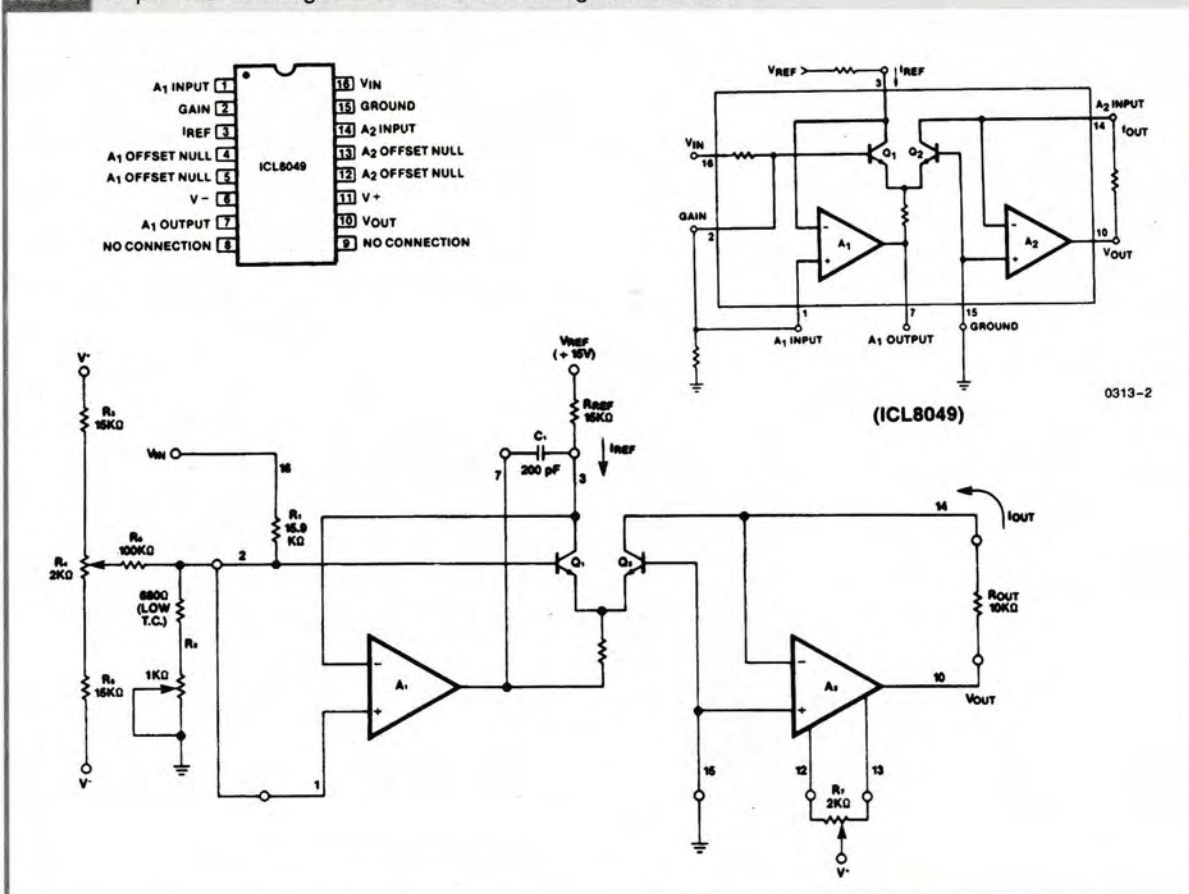 A₁ INPUT 1
GAIN 2
IREF 3
A₁ OFFSET NULL 4
A₁ OFFSET NULL 5
V− 6
A₁ OUTPUT 7
NO CONNECTION 8
ICL8049
16 VIN
15 GROUND
14 A₂ INPUT
13 A₂ OFFSET NULL
12 A₂ OFFSET NULL
11 V+
10 VOUT
9 NO CONNECTION
VREF
IREF
3
A₂ INPUT
14
IOUT
VIN
16
Q₁
Q₂
GAIN
2
A₁
−
+
A₂
−
+
10
VOUT
1
7
15
A₁ INPUT
A₁ OUTPUT
GROUND
0313–2
(ICL8049)
VREF
(+ 15V)
RREF
15KΩ
C₁
200 pF
7
3
IREF
15KΩ
VIN
16
R₁
15.9
KΩ
100KΩ
2
2KΩ
680Ω
(LOW
T.C.)
1KΩ
15KΩ
V-
Q₁
Q₂
A₁
−
+
1
14
IOUT
ROUT
10KΩ
A₂
−
+
10
VOUT
15
12
13
R₇
2KΩ